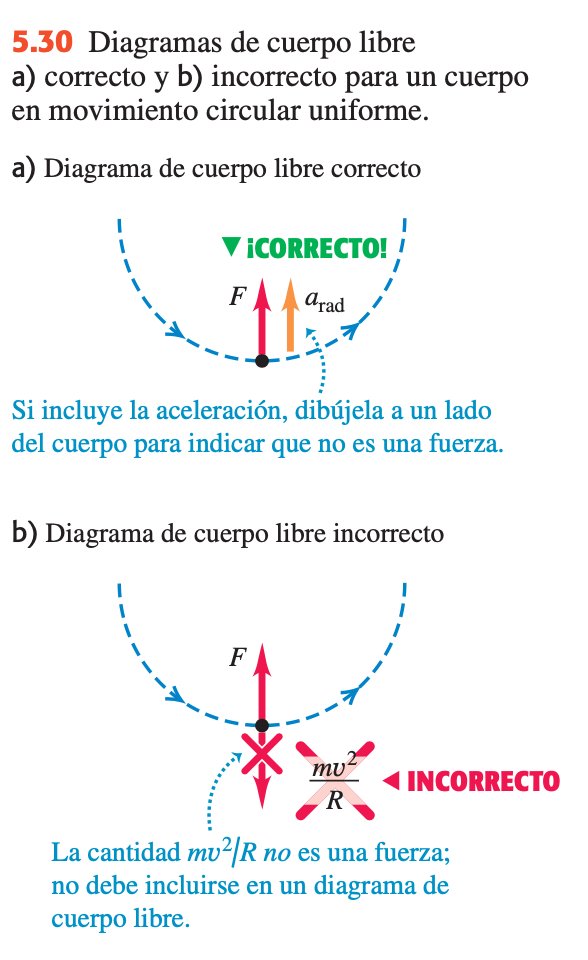 5.30 Diagramas de cuerpo libre
a) correcto y b) incorrecto para un cuerpo
en movimiento circular uniforme.
a) Diagrama de cuerpo libre correcto
¡CORRECTO!
F
a_rad
Si incluye la aceleración, dibújela a un lado
del cuerpo para indicar que no es una fuerza.
b) Diagrama de cuerpo libre incorrecto
F
mv²/R
INCORRECTO
La cantidad mv²/R no es una fuerza;
no debe incluirse en un diagrama de
cuerpo libre.